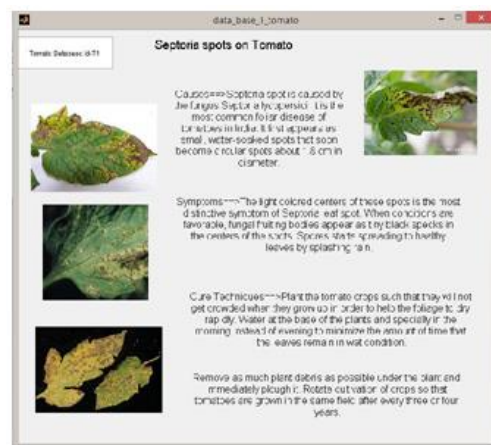 data_base_1_tomato
Septoria spots on Tomato
Tomato Database: id-T1
Causes==>Septoria spot is caused by
the fungus Septoria lycopersici. It is the
most common foliar disease of
tomatoes in India. It first appears as
small, water-soaked spots that soon
become circular spots about 1.8 cm in
diameter.
Symptoms==>The light colored centers of these spots is the most
distinctive symptom of Septoria leaf spot. When conditions are
favorable, fungal fruiting bodies appear as tiny black specks in
the centers of the spots. Spores starts spreading to healthy
leaves by splashing rain.
Cure Techniques==>Plant the tomato crops such that they will not
get crowded when they grow up in order to help the foliage to dry
rapidly. Water at the base of the plants and specially in the
morning instead of evening to minimize the amount of time that
the leaves remain in wet condition.
Remove as much plant debris as possible under the plant and
immediately plough it. Rotate cultivation of crops so that
tomatoes are grown in the same field after every three or four
years.